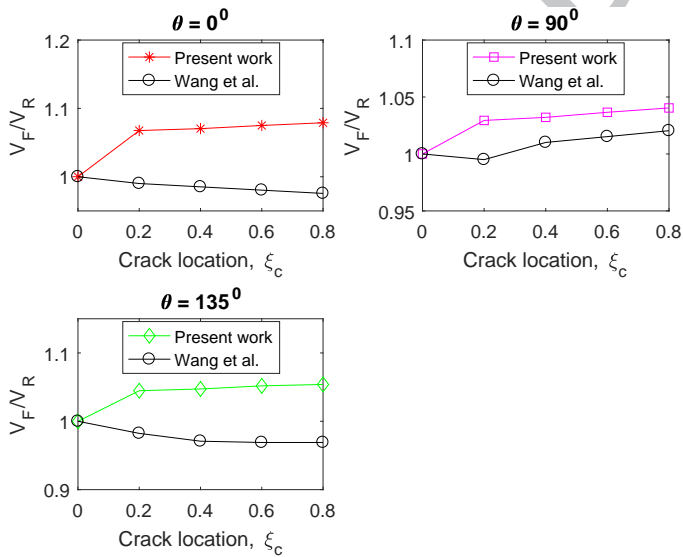 θ = 0⁰
1.2
1.1
1
V_F/V_R
Present work
Wang et al.
0 0.2 0.4 0.6 0.8
Crack location, ξ_c
θ = 90⁰
1.1
1.05
1
0.95
V_F/V_R
Present work
Wang et al.
0 0.2 0.4 0.6 0.8
Crack location, ξ_c
θ = 135⁰
1.1
1
0.9
V_F/V_R
Present work
Wang et al.
0 0.2 0.4 0.6 0.8
Crack location, ξ_c